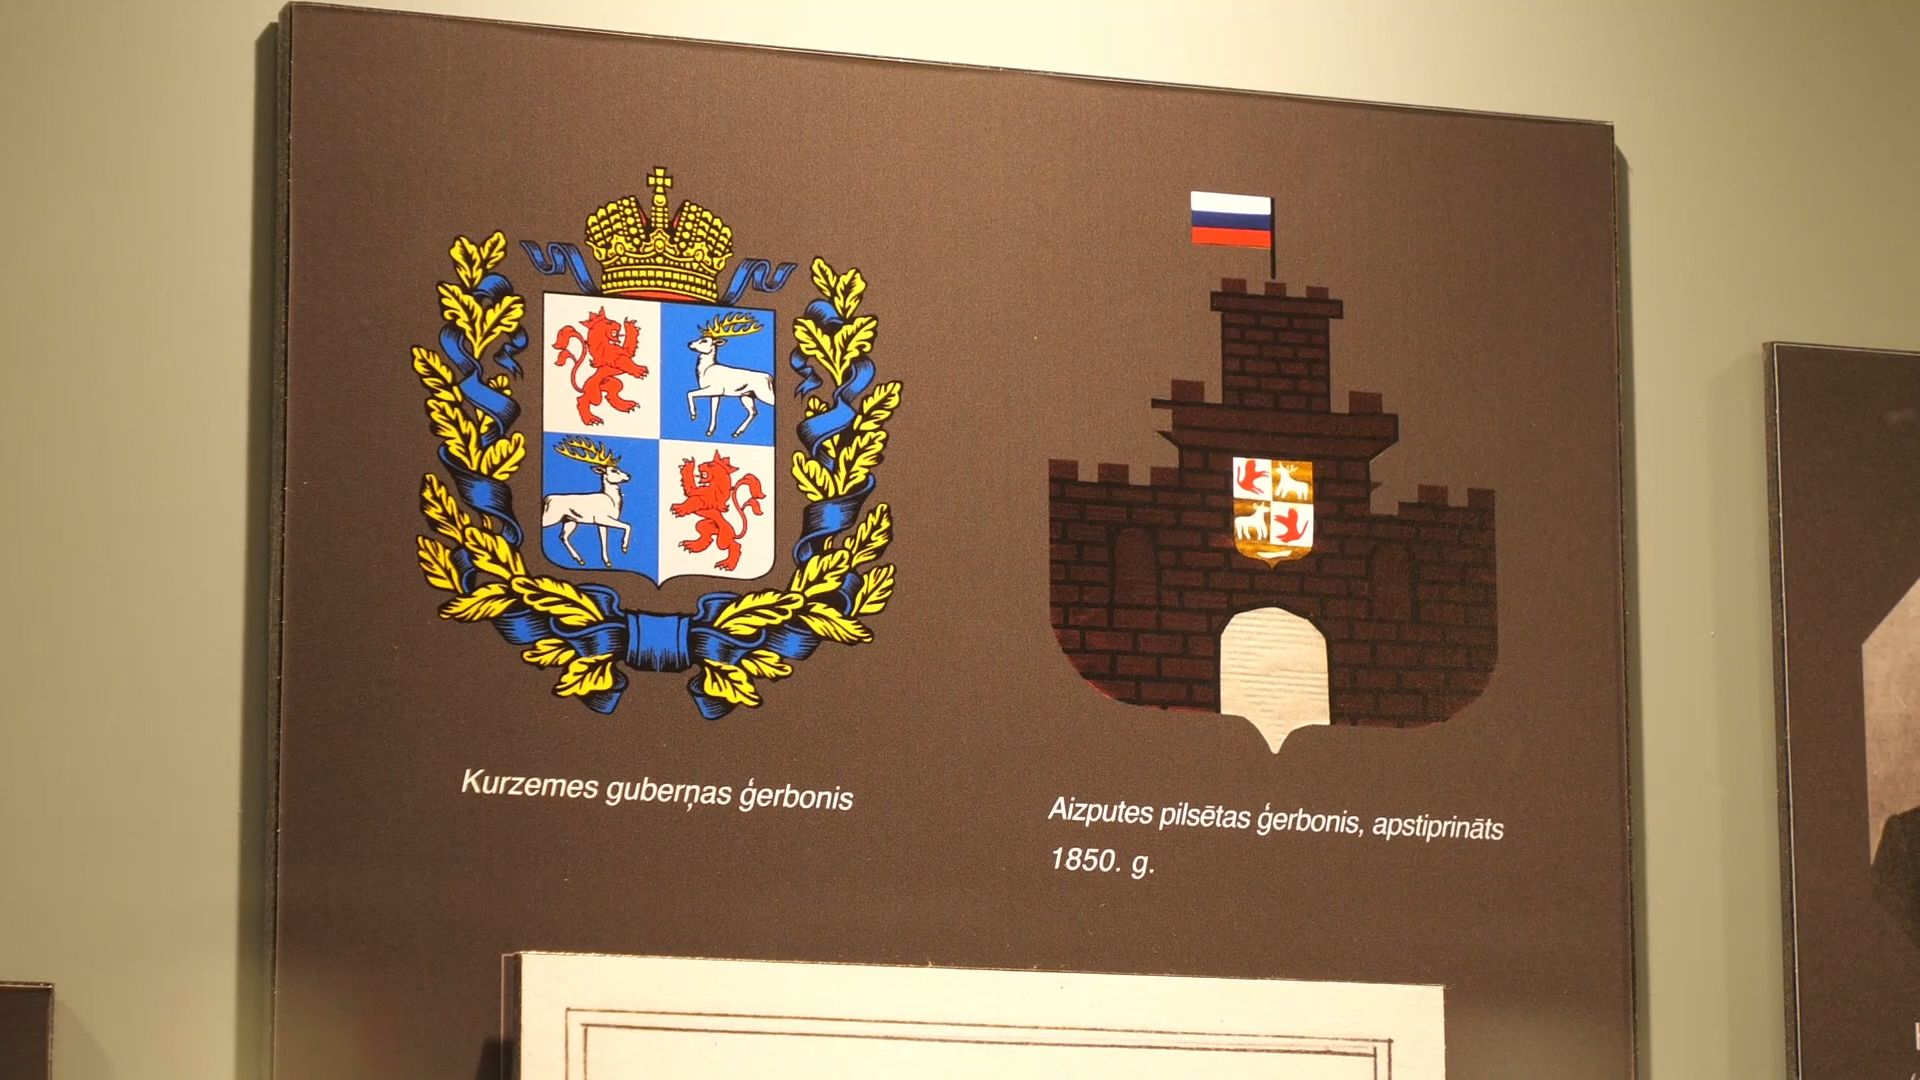 Kurzemes guberņas ģerbonis
Aizputes pilsētas ģerbonis, apstiprināts
1850. g.